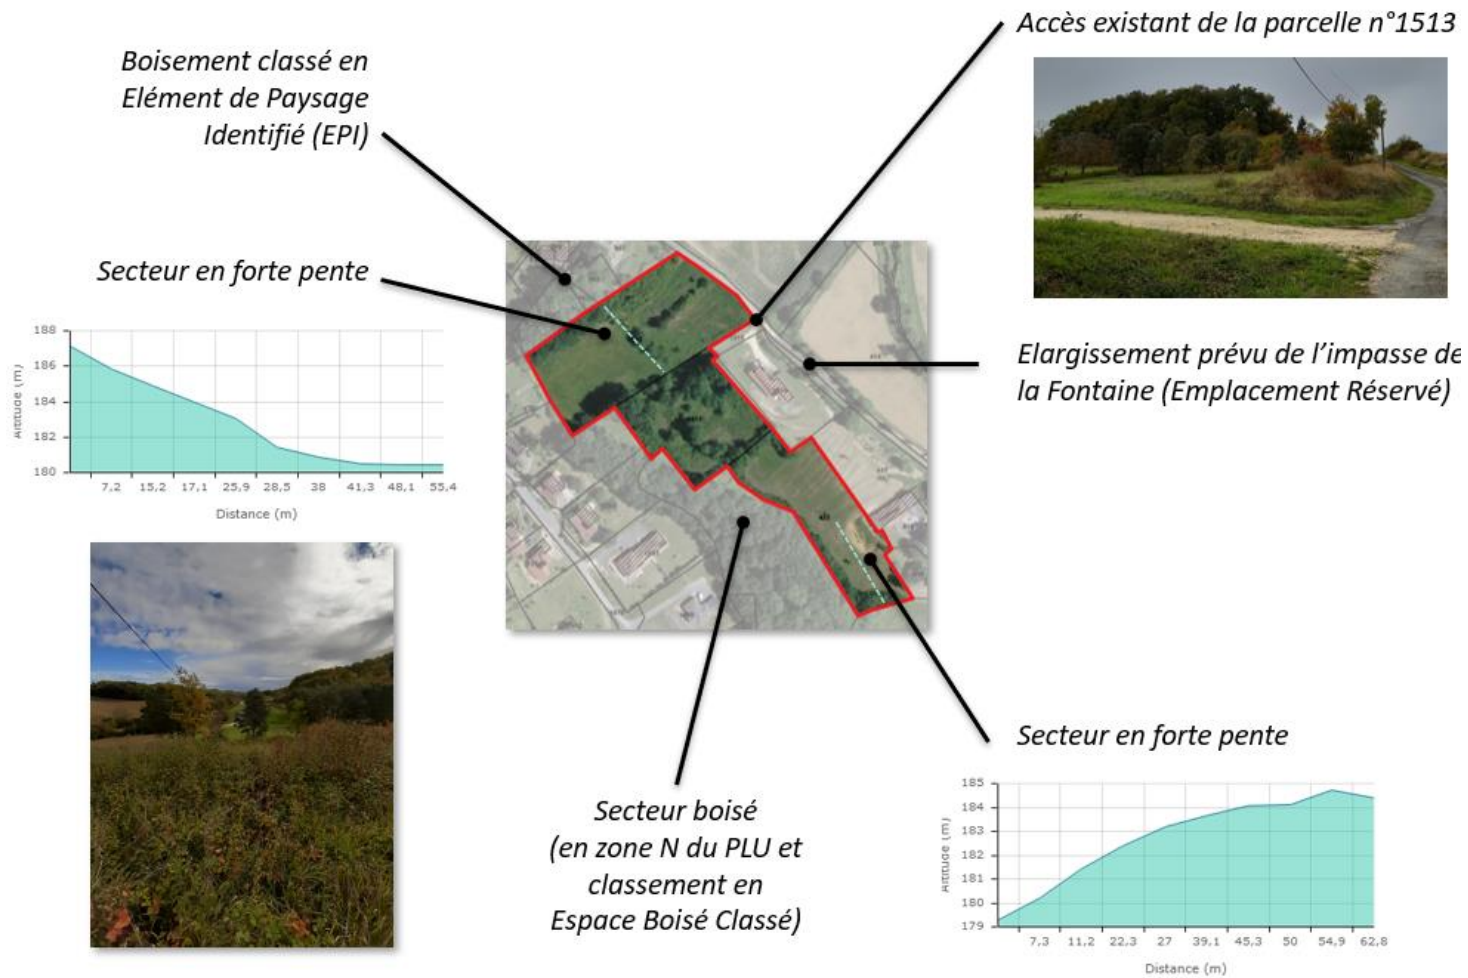 Accès existant de la parcelle n°1513
Boisement classé en
Elément de Paysage
Identifié (EPI)
Secteur en forte pente
188
186
184
182
180
Altitude (m)
7,2 15,2 17,1 25,9 28,5 38 41,3 48,1 55,4
Distance (m)
Elargissement prévu de l'impasse de
la Fontaine (Emplacement Réservé)
Secteur boisé
(en zone N du PLU et
classement en
Espace Boisé Classé)
Secteur en forte pente
185
184
183
182
181
180
179
Altitude (m)
7,3 11,2 22,3 27 39,1 45,3 50 54,9 62,8
Distance (m)